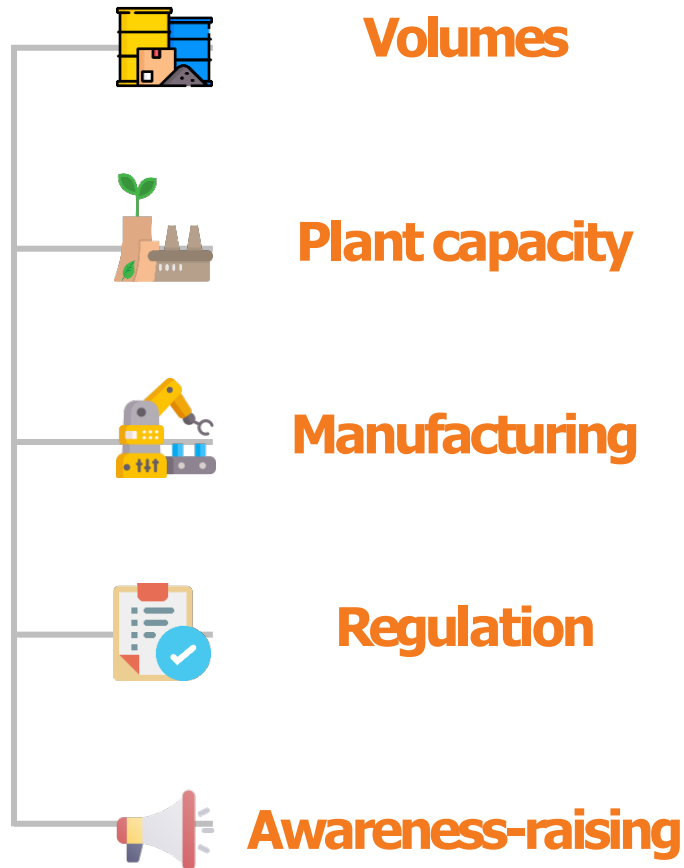 Volumes
Plant capacity
Manufacturing
Regulation
Awareness-raising